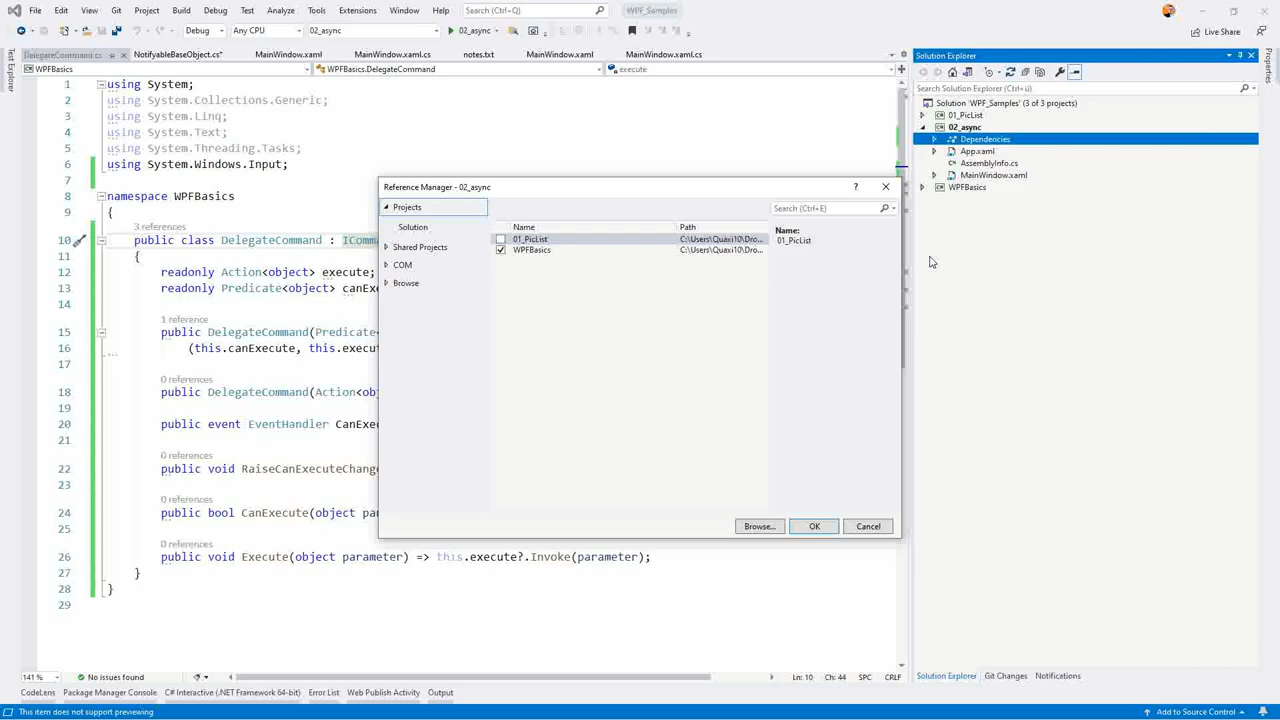 File Edit View Git Project Build Debug Test Analyze Tools Extensions Window Help Search (Ctrl+Q) WPF_Samples
Debug Any CPU 02_async 02_async Live Share
DelegateCommand.cs NotifyableBaseObject.cs* MainWindow.xaml MainWindow.xaml.cs notes.txt MainWindow.xaml MainWindow.xaml.cs
WPFBasics WPFBasics.DelegateCommand execute
Test Explorer
1 using System;
2 using System.Collections.Generic;
3 using System.Linq;
4 using System.Text;
5 using System.Threading.Tasks;
6 using System.Windows.Input;
7
8 namespace WPFBasics
9 {
3 references
10 public class DelegateCommand : IComma
11 {
12 readonly Action<object> execute;
13 readonly Predicate<object> canExe
14
1 reference
15 public DelegateCommand(Predicate<
16 (this.canExecute, this.execut
17
0 references
18 public DelegateCommand(Action<ob
19
20 public event EventHandler CanExec
21
0 references
22 public void RaiseCanExecuteChange
23
0 references
24 public bool CanExecute(object par
25
0 references
26 public void Execute(object parameter) => this.execute?.Invoke(parameter);
27 }
28 }
29
Reference Manager - 02_async
Projects
Solution
Shared Projects
COM
Browse
Search (Ctrl+E)
Name Path
01_PicList C:\Users\Quaxi10\Dro...
WPFBasics C:\Users\Quaxi10\Dro...
Name:
01_PicList
Browse... OK Cancel
Solution Explorer
Search Solution Explorer (Ctrl+ü)
Solution 'WPF_Samples' (3 of 3 projects)
01_PicList
02_async
Dependencies
App.xaml
AssemblyInfo.cs
MainWindow.xaml
WPFBasics
Properties
141 % No issues found Ln: 10 Ch: 44 SPC CRLF
Solution Explorer Git Changes Notifications
CodeLens Package Manager Console C# Interactive (.NET Framework 64-bit) Error List Web Publish Activity Output
This item does not support previewing Add to Source Control